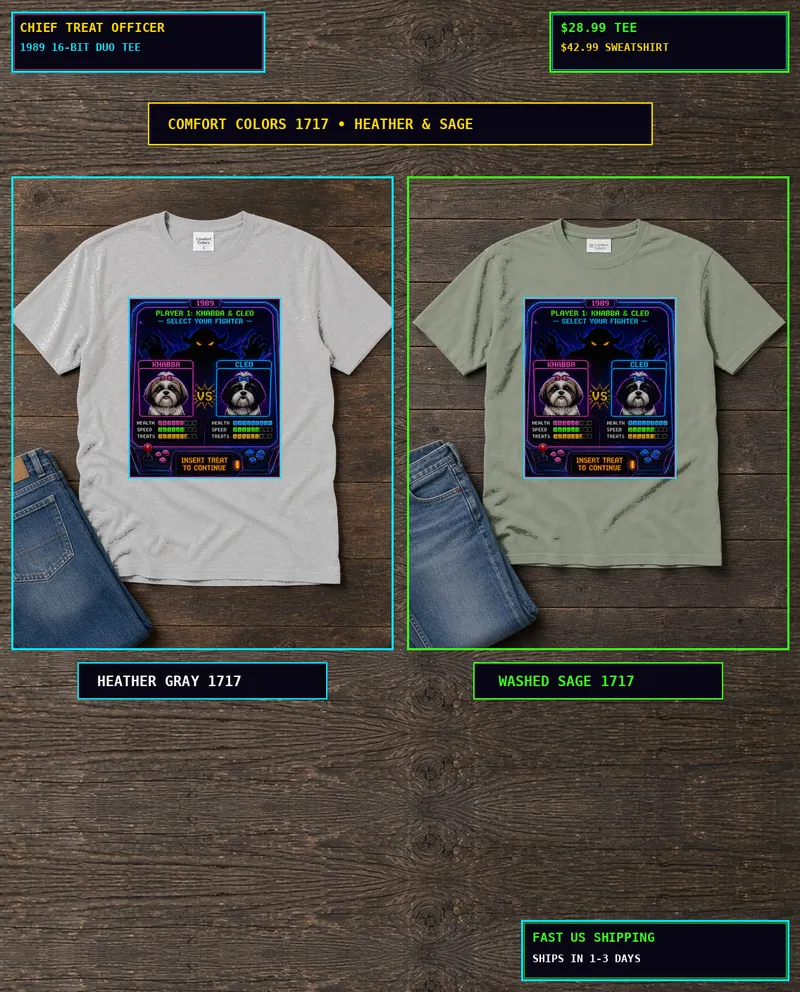 CHIEF TREAT OFFICER
1989 16-BIT DUO TEE
$28.99 TEE
$42.99 SWEATSHIRT
COMFORT COLORS 1717 • HEATHER & SAGE
Comfort
Colors
1989
PLAYER 1: KHABBA & CLEO
— SELECT YOUR FIGHTER —
KHABBA
CLEO
VS
HEALTH
SPEED
TREATS
HEALTH
SPEED
TREATS
INSERT TREAT
TO CONTINUE
1989
PLAYER 1: KHABBA & CLEO
— SELECT YOUR FIGHTER —
KHABBA
CLEO
VS
HEALTH
SPEED
TREATS
HEALTH
SPEED
TREATS
INSERT TREAT
TO CONTINUE
HEATHER GRAY 1717
WASHED SAGE 1717
FAST US SHIPPING
SHIPS IN 1-3 DAYS